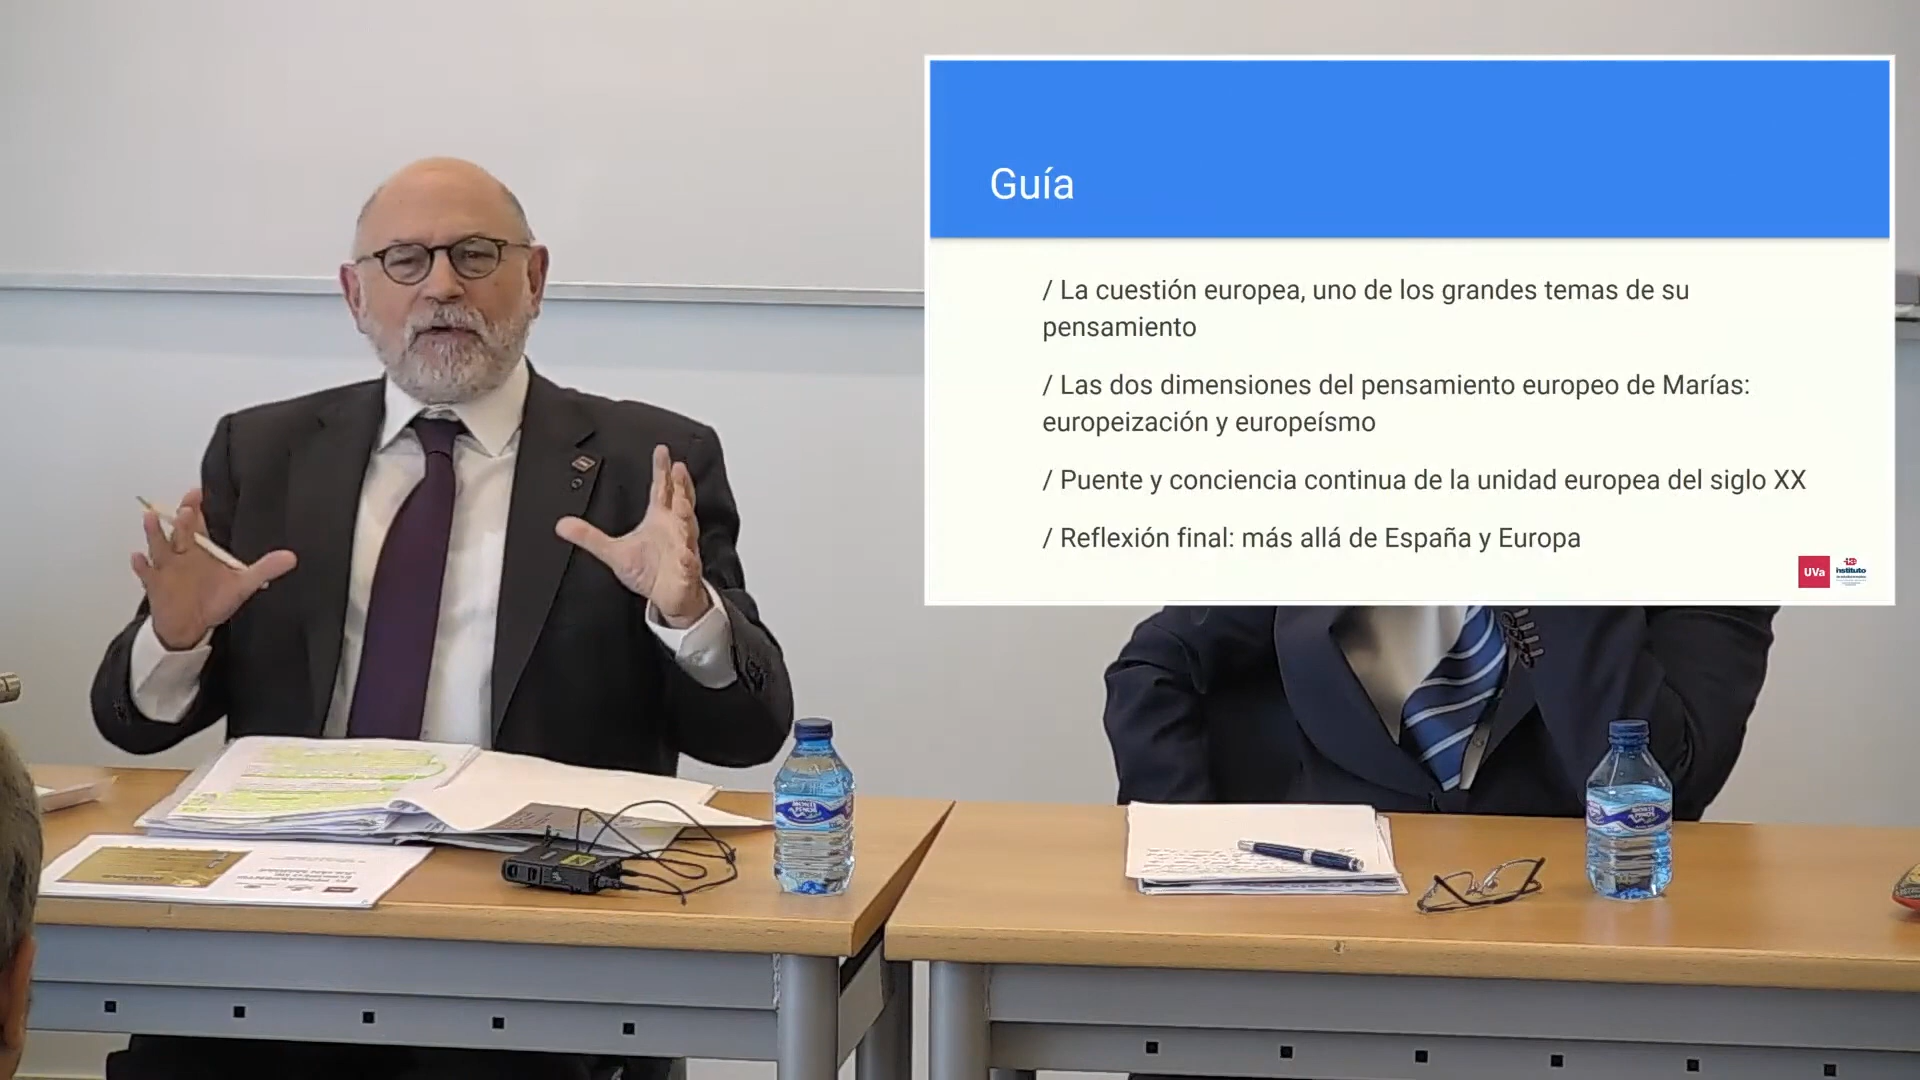 Guía
/ La cuestión europea, uno de los grandes temas de su
pensamiento
/ Las dos dimensiones del pensamiento europeo de Marías:
europeización y europeísmo
/ Puente y conciencia continua de la unidad europea del siglo XX
/ Reflexión final: más allá de España y Europa
UVa
instituto